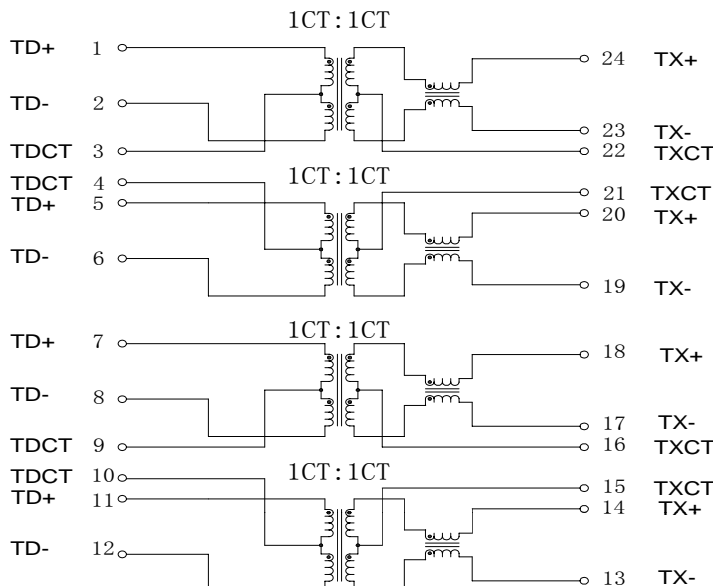 1CT:1CT
TD+ 1 24 TX+
TD- 2 23 TX-
TDCT 3 22 TXCT
TDCT 4 1CT:1CT 21 TXCT
TD+ 5 20 TX+
TD- 6 19 TX-
1CT:1CT
TD+ 7 18 TX+
TD- 8 17 TX-
TDCT 9 16 TXCT
TDCT 10 1CT:1CT 15 TXCT
TD+ 11 14 TX+
TD- 12 13 TX-